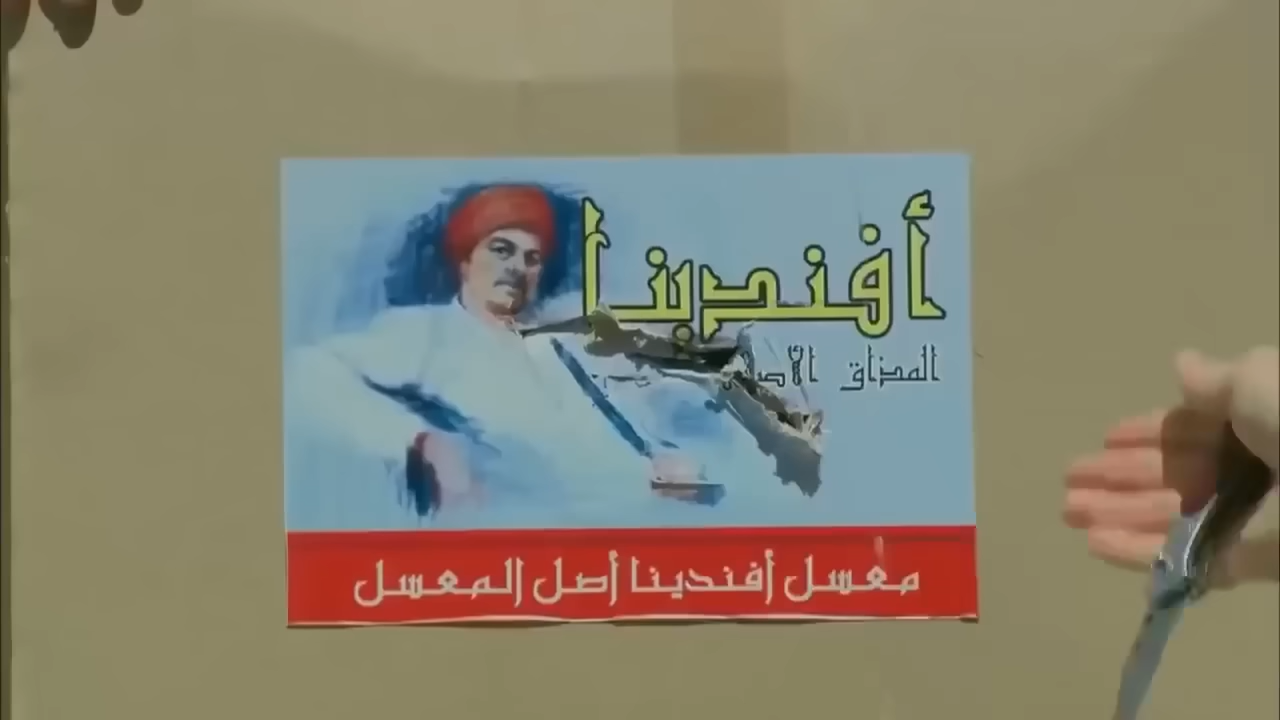 أفندينا
المذاق
معسل أفندينا أصل المعسل